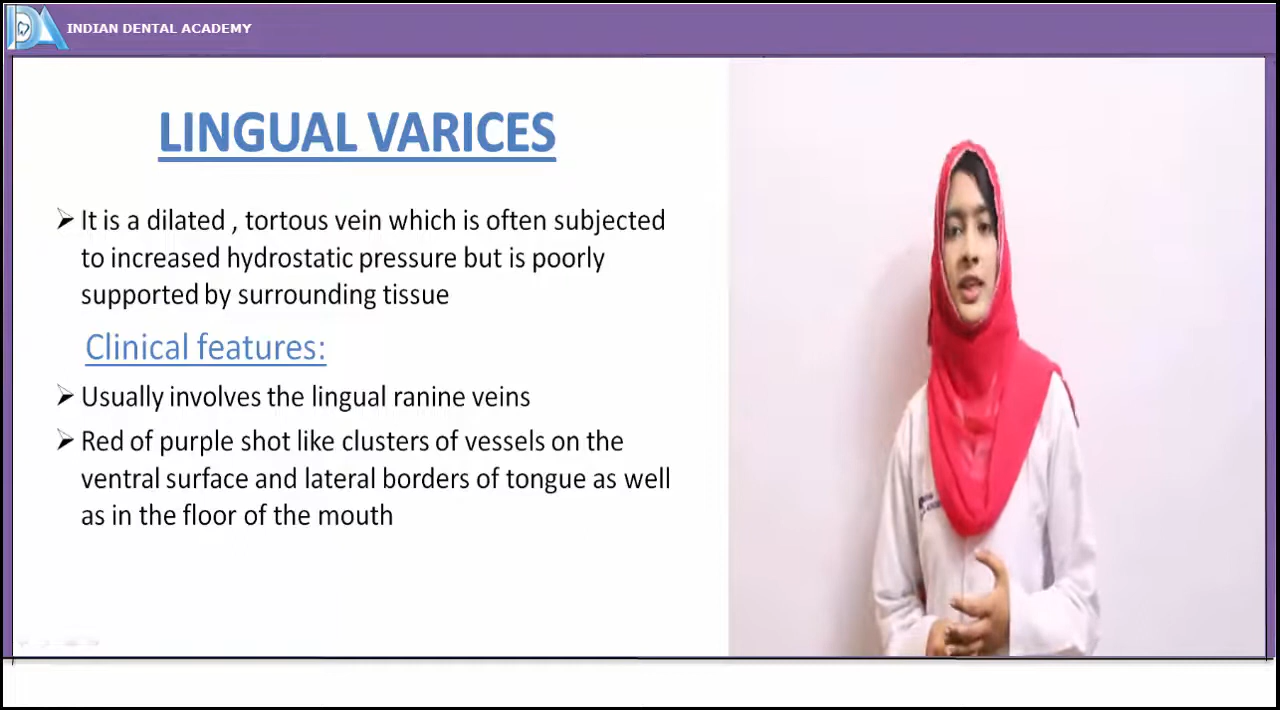 INDIAN DENTAL ACADEMY
LINGUAL VARICES
It is a dilated , tortous vein which is often subjected
to increased hydrostatic pressure but is poorly
supported by surrounding tissue
Clinical features:
Usually involves the lingual ranine veins
Red of purple shot like clusters of vessels on the
ventral surface and lateral borders of tongue as well
as in the floor of the mouth